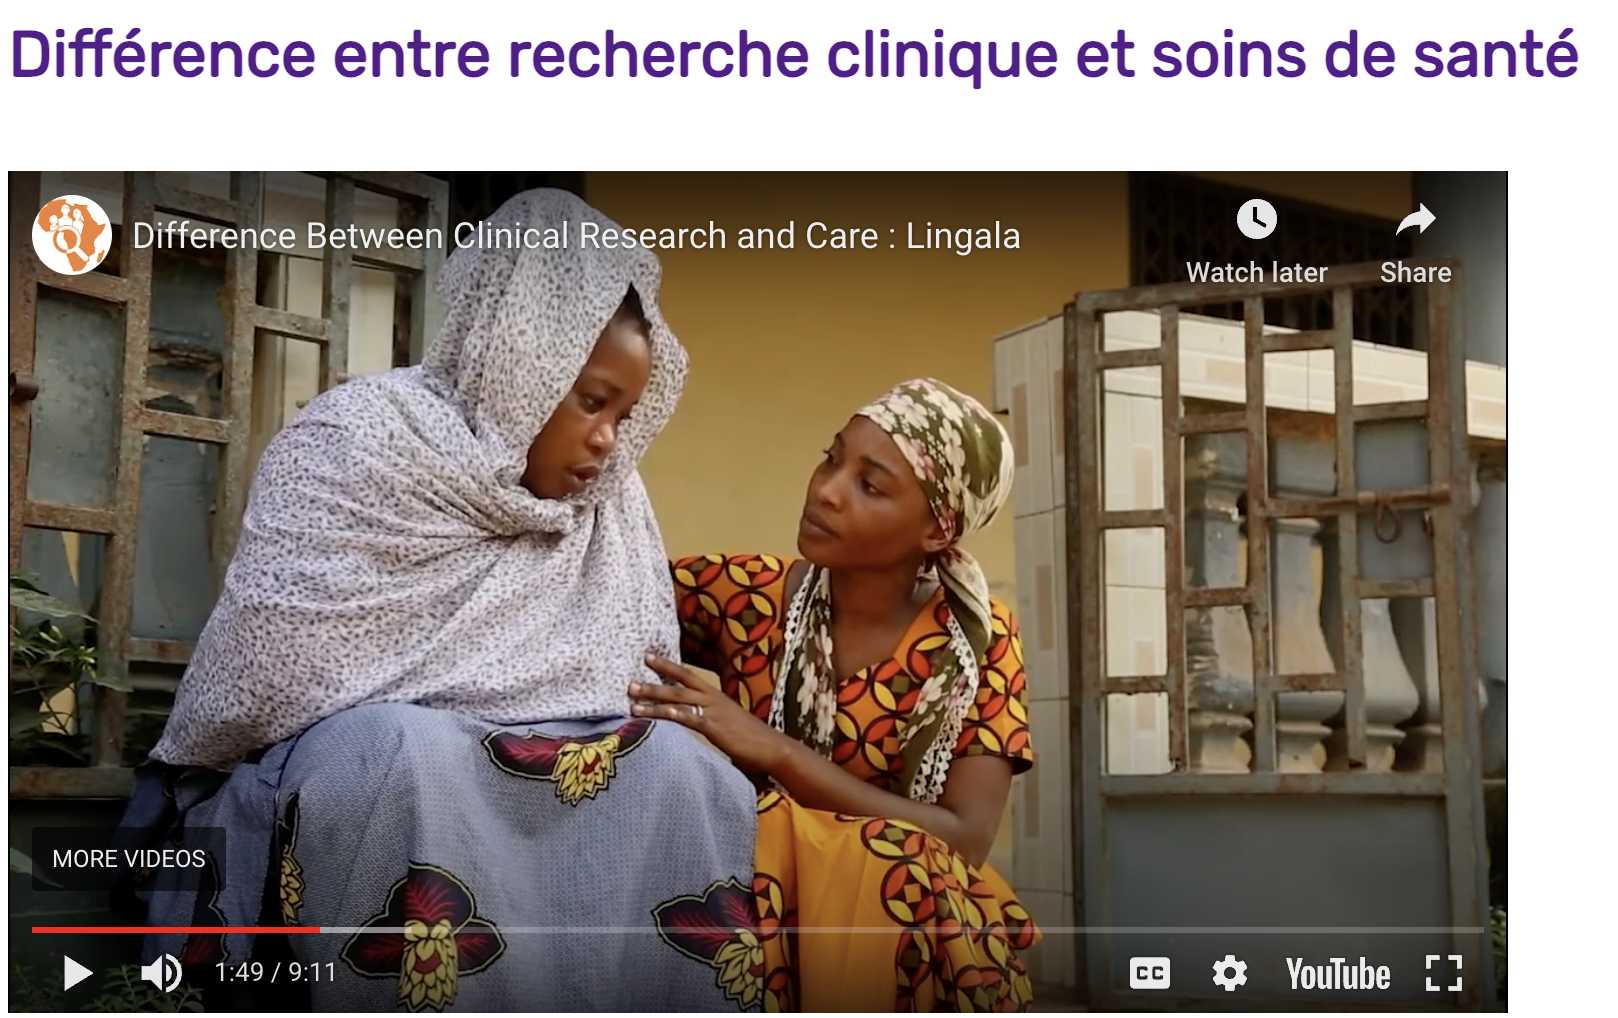 Différence entre recherche clinique et soins de santé
Difference Between Clinical Research and Care : Lingala
Watch later
Share
MORE VIDEOS
1:49 / 9:11
CC
YouTube